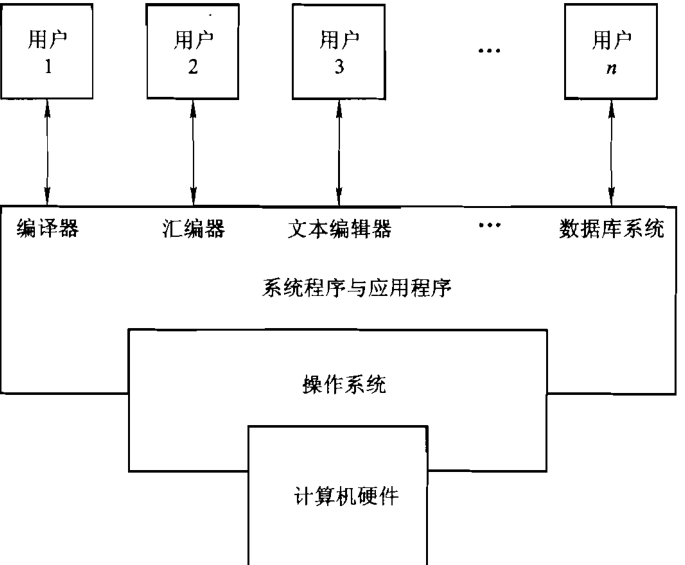 用户 用户 用户 … 用户
1 2 3 n
编译器 汇编器 文本编辑器 … 数据库系统
系统程序与应用程序
操作系统
计算机硬件